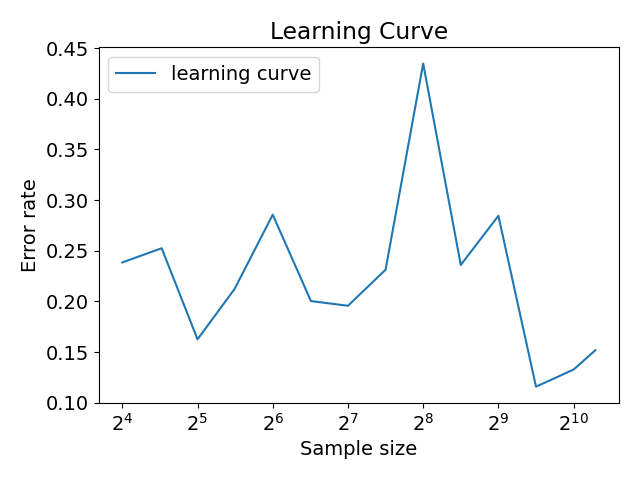 Learning Curve
learning curve
0.45
0.40
0.35
0.30
0.25
0.20
0.15
0.10
Error rate
2⁴ 2⁵ 2⁶ 2⁷ 2⁸ 2⁹ 2¹⁰
Sample size